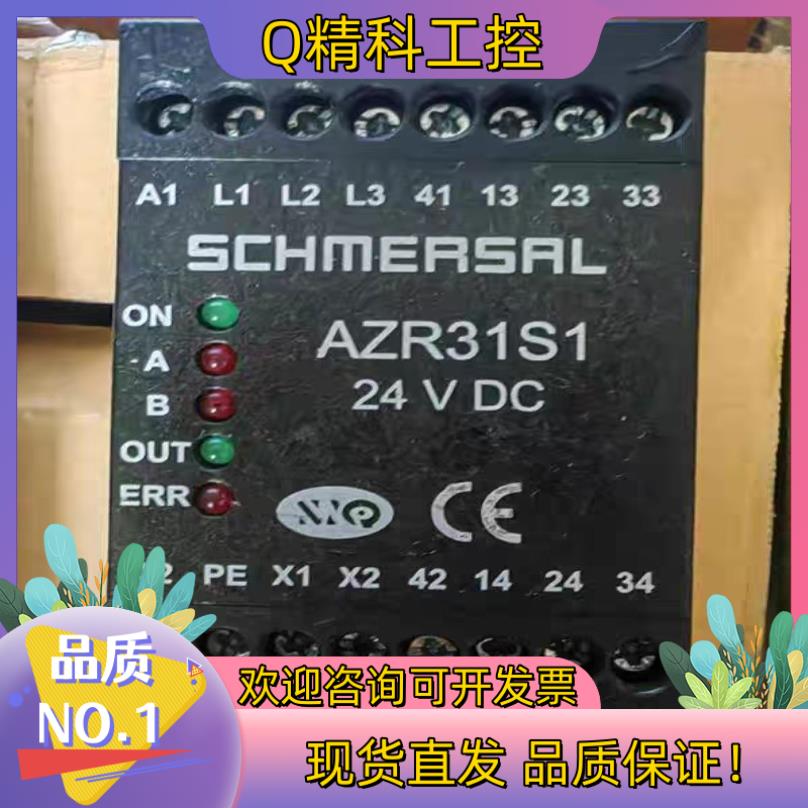 Q精科工控
A1 L1 L2 L3 41 13 23 33
SCHMERSAL
ON
A
B
OUT
ERR
AZR31S1
24 V DC
CE
PE X1 X2 42 14 24 34
品质
NO.1
欢迎咨询可开发票
现货直发 品质保证!